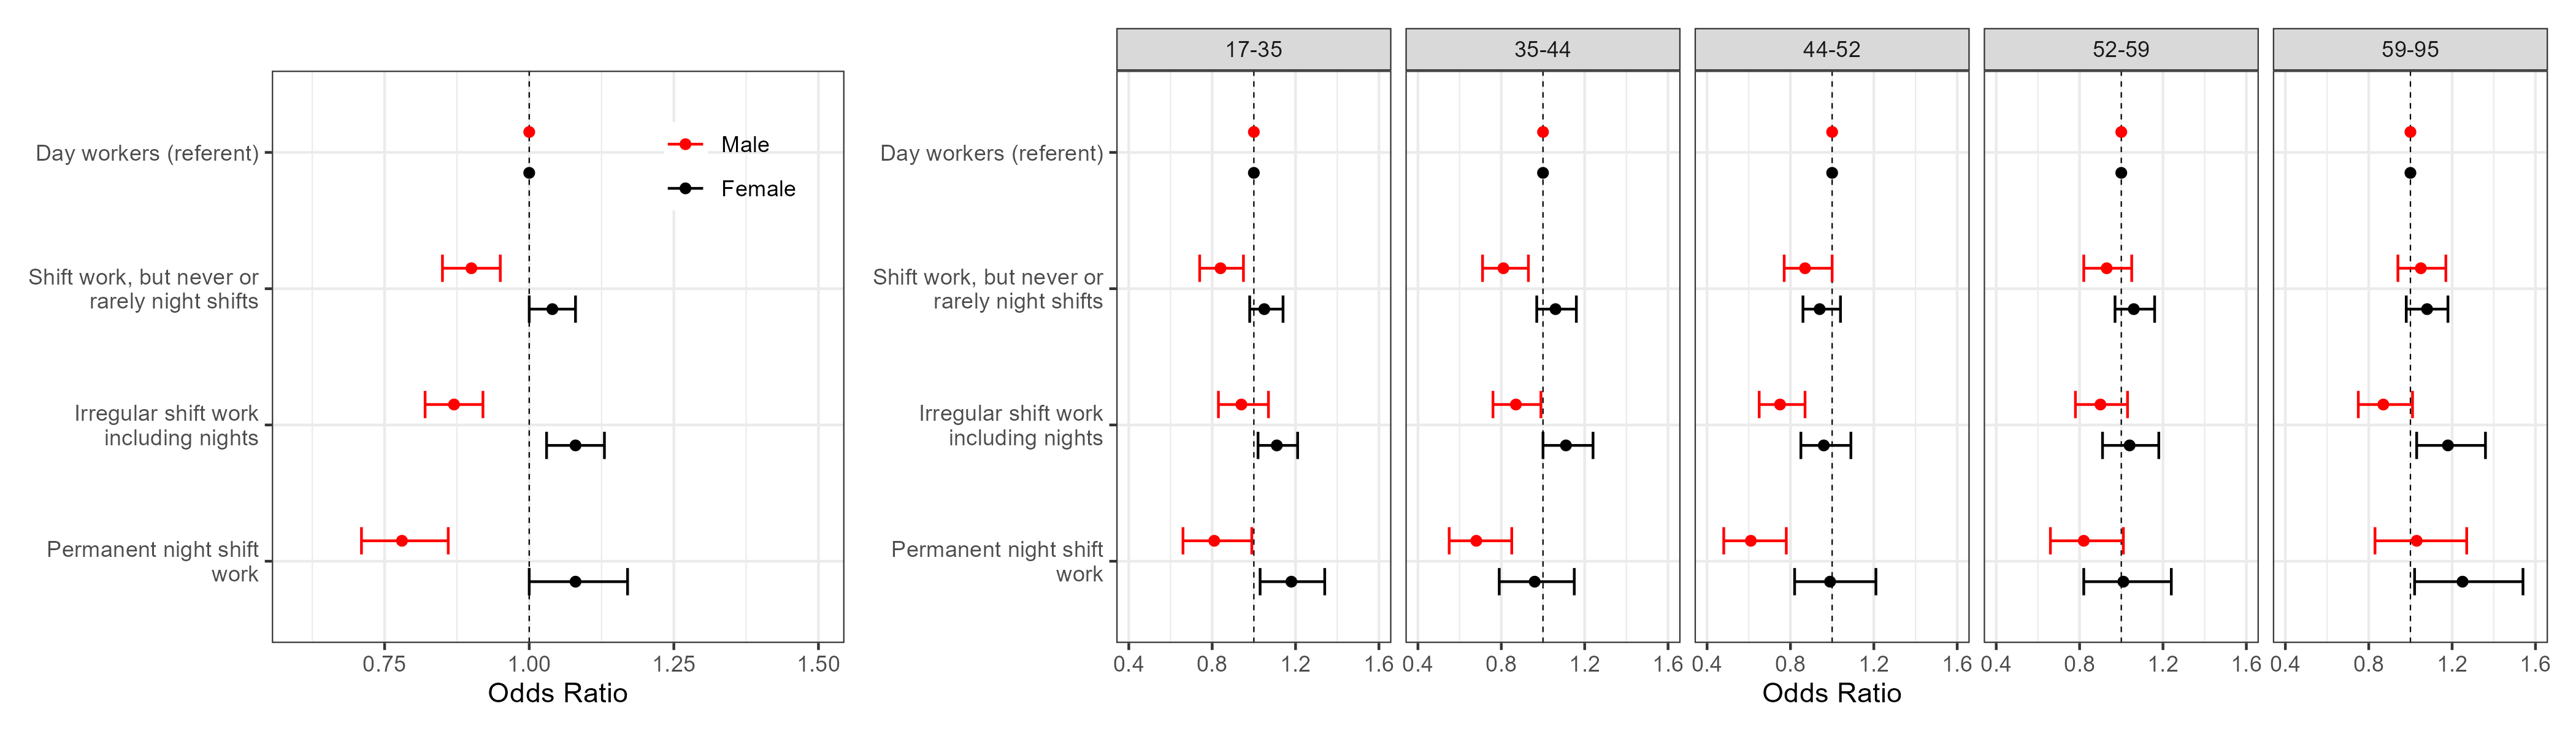 Day workers (referent)
Shift work, but never or
rarely night shifts
Irregular shift work
including nights
Permanent night shift
work
Male
Female
0.75 1.00 1.25 1.50
Odds Ratio
17-35 35-44 44-52 52-59 59-95
Day workers (referent)
Shift work, but never or
rarely night shifts
Irregular shift work
including nights
Permanent night shift
work
0.4 0.8 1.2 1.6 0.4 0.8 1.2 1.6 0.4 0.8 1.2 1.6 0.4 0.8 1.2 1.6 0.4 0.8 1.2 1.6
Odds Ratio